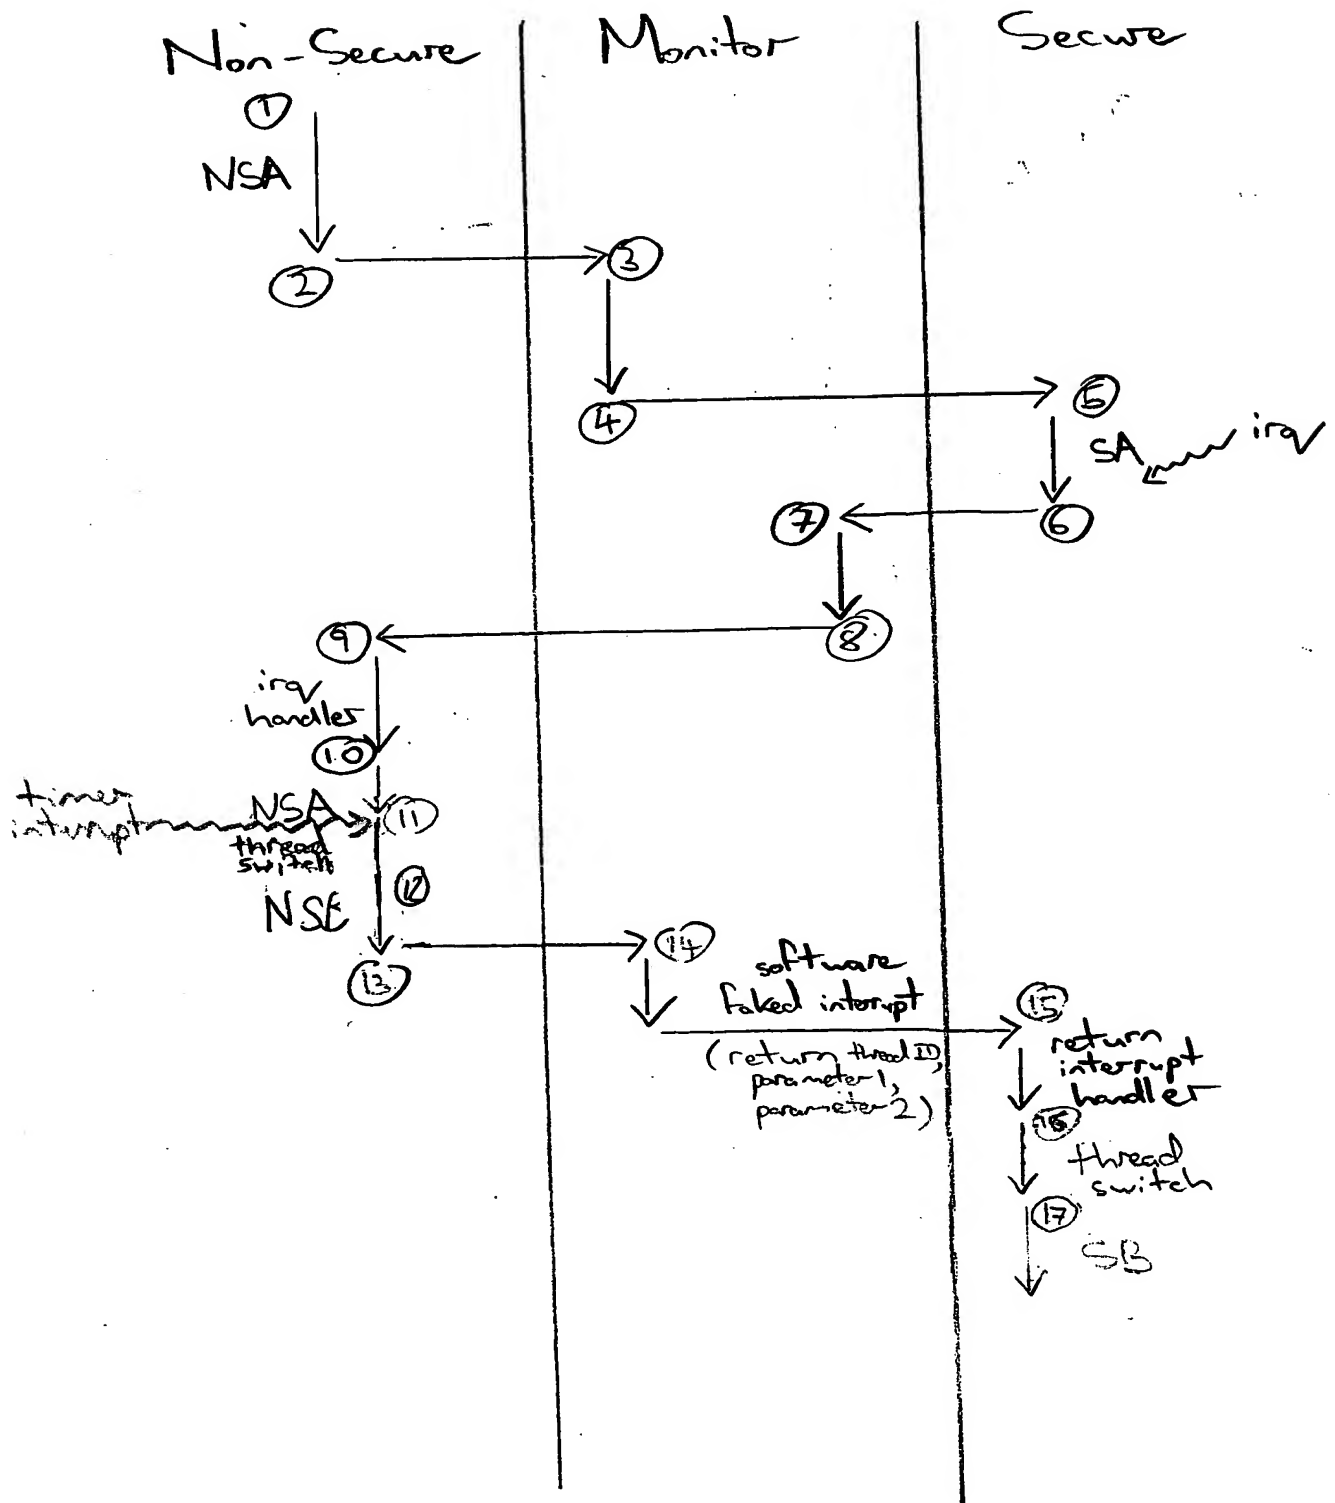 Non-Secure Monitor Secure
①
NSA
② ③
④ ⑤
SA irq
⑦ ⑥
⑨ ⑧
irq
handler
⑩
timer
interrupt
NSA
⑪
thread
switch
⑫
NSE
⑬ ⑭
software
faked interrupt
(return thread ID,
parameter 1,
parameter 2)
⑮
return
interrupt
handler
⑯
thread
switch
⑰
SB